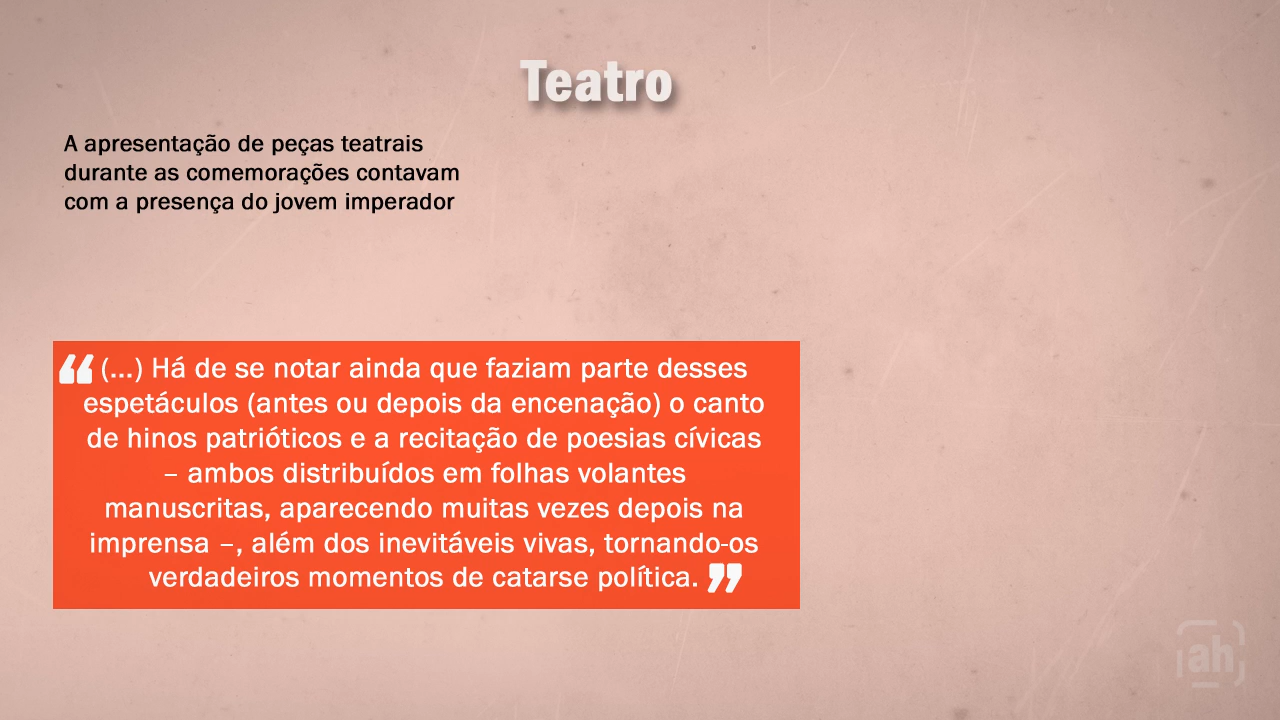 Teatro
A apresentação de peças teatrais
durante as comemorações contavam
com a presença do jovem imperador
“ (...) Há de se notar ainda que faziam parte desses
espetáculos (antes ou depois da encenação) o canto
de hinos patrióticos e a recitação de poesias cívicas
– ambos distribuídos em folhas volantes
manuscritas, aparecendo muitas vezes depois na
imprensa –, além dos inevitáveis vivas, tornando-os
verdadeiros momentos de catarse política. ”
ah